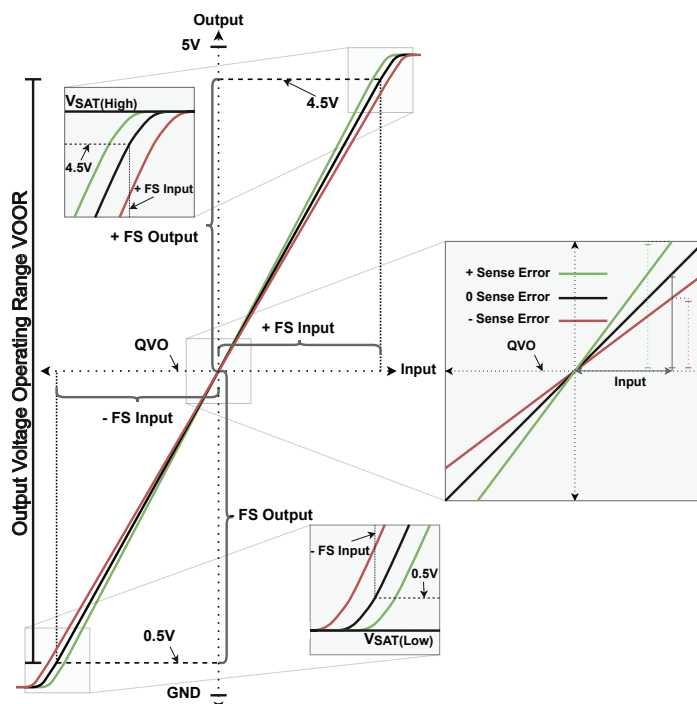 Output
5V
VSAT(High)
4.5V
+ FS Input
4.5V
+ FS Output
Output Voltage Operating Range VOOR
+ Sense Error
0 Sense Error
- Sense Error
QVO
Input
+ FS Input
QVO
Input
- FS Input
- FS Output
- FS Input
0.5V
VSAT(Low)
0.5V
GND